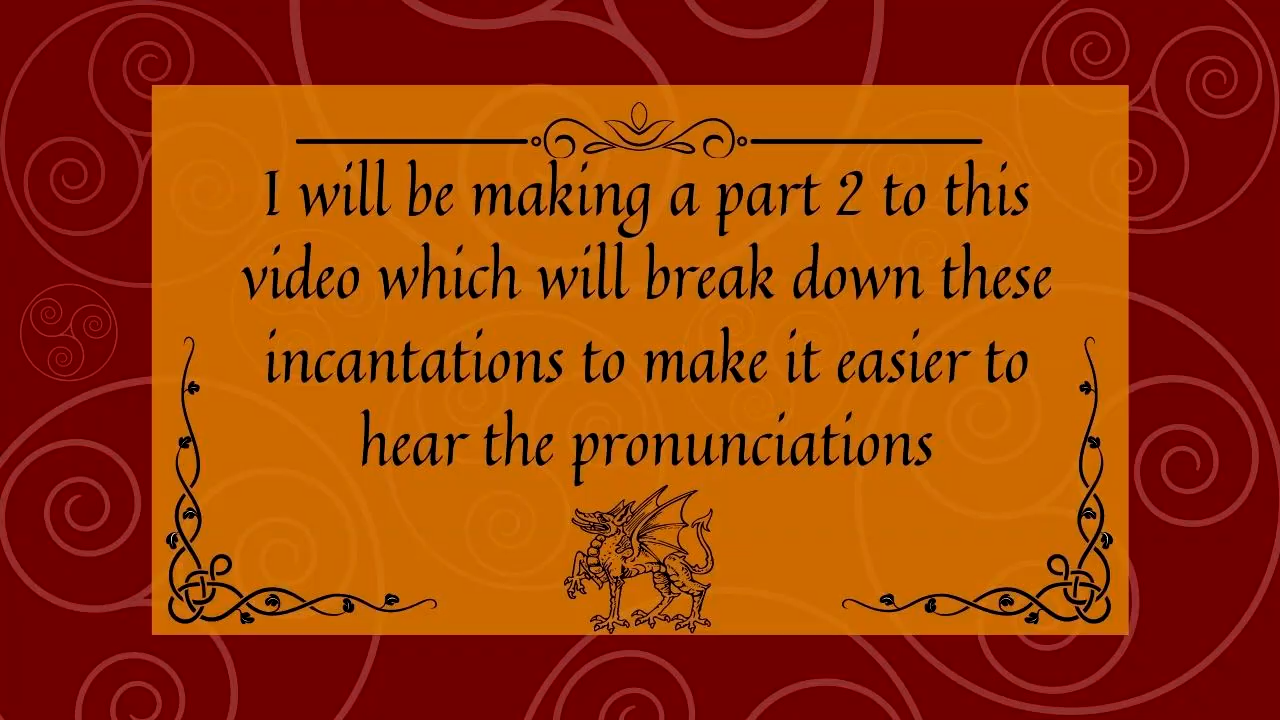 I will be making a part 2 to this
video which will break down these
incantations to make it easier to
hear the pronunciations